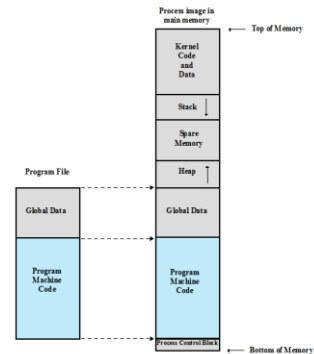 Process image in
main memory
Top of Memory
Kernel
Code
and
Data
Stack
Spare
Memory
Heap
Program File
Global Data
Global Data
Program
Machine
Code
Program
Machine
Code
Process Control Block
Bottom of Memory